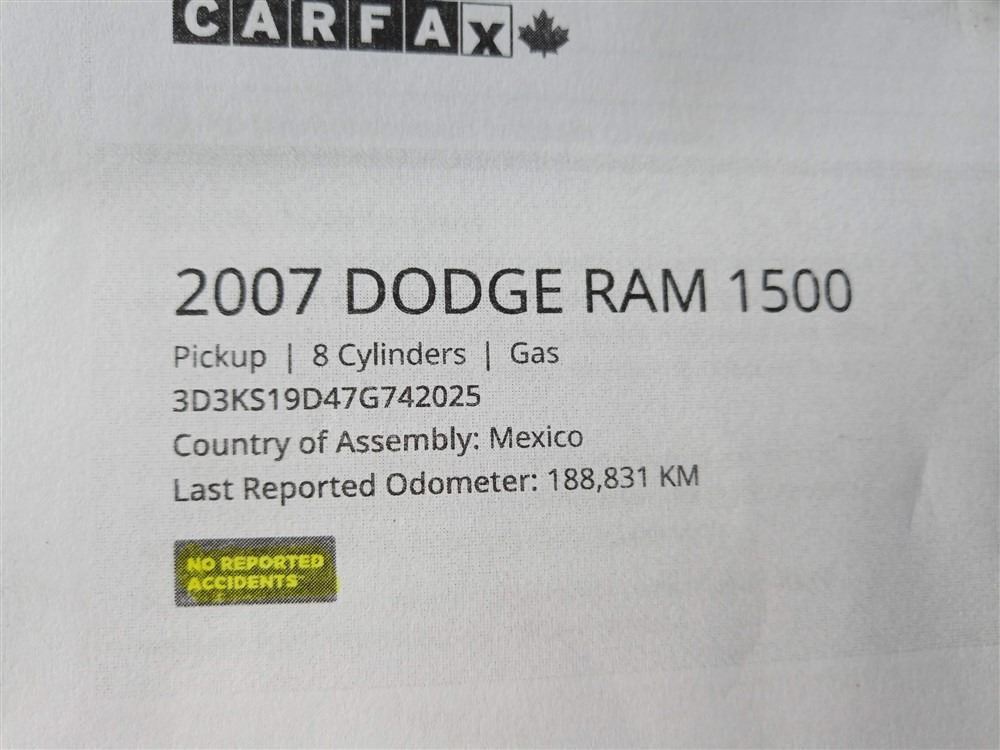 CARFAX
2007 DODGE RAM 1500
Pickup | 8 Cylinders | Gas
3D3KS19D47G742025
Country of Assembly: Mexico
Last Reported Odometer: 188,831 KM
NO REPORTED
ACCIDENTS™